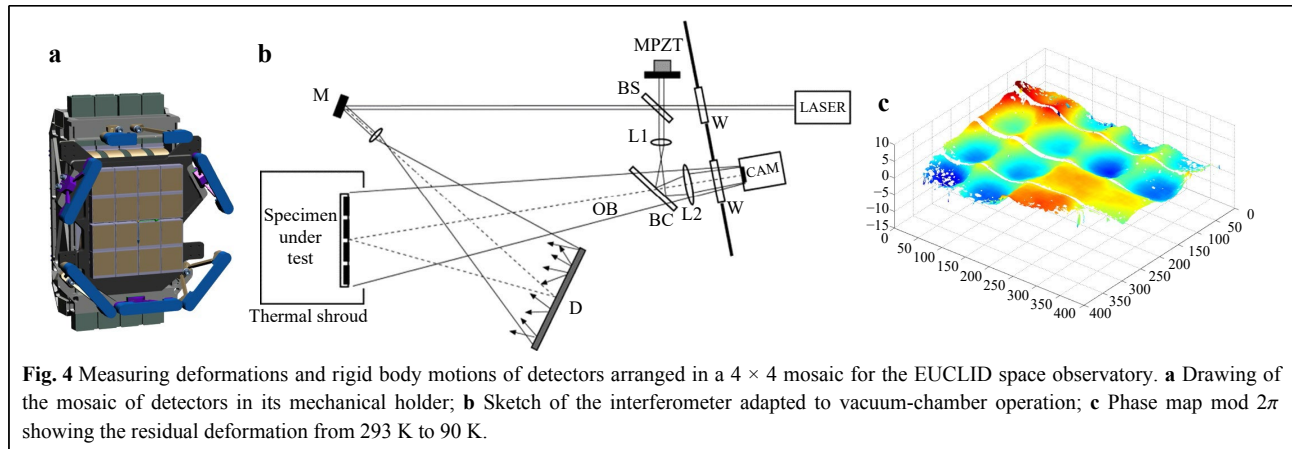 a
b
M
MPZT
BS
LASER
W
L1
CAM
Specimen
under
test
OB
BC
L2
W
D
Thermal shroud
c
10
5
0
−5
−10
−15
0
50
100
150
200
250
300
350
400
0
50
100
150
200
250
300
350
400
Fig. 4 Measuring deformations and rigid body motions of detectors arranged in a 4 × 4 mosaic for the EUCLID space observatory. a Drawing of
the mosaic of detectors in its mechanical holder; b Sketch of the interferometer adapted to vacuum-chamber operation; c Phase map mod 2π
showing the residual deformation from 293 K to 90 K.